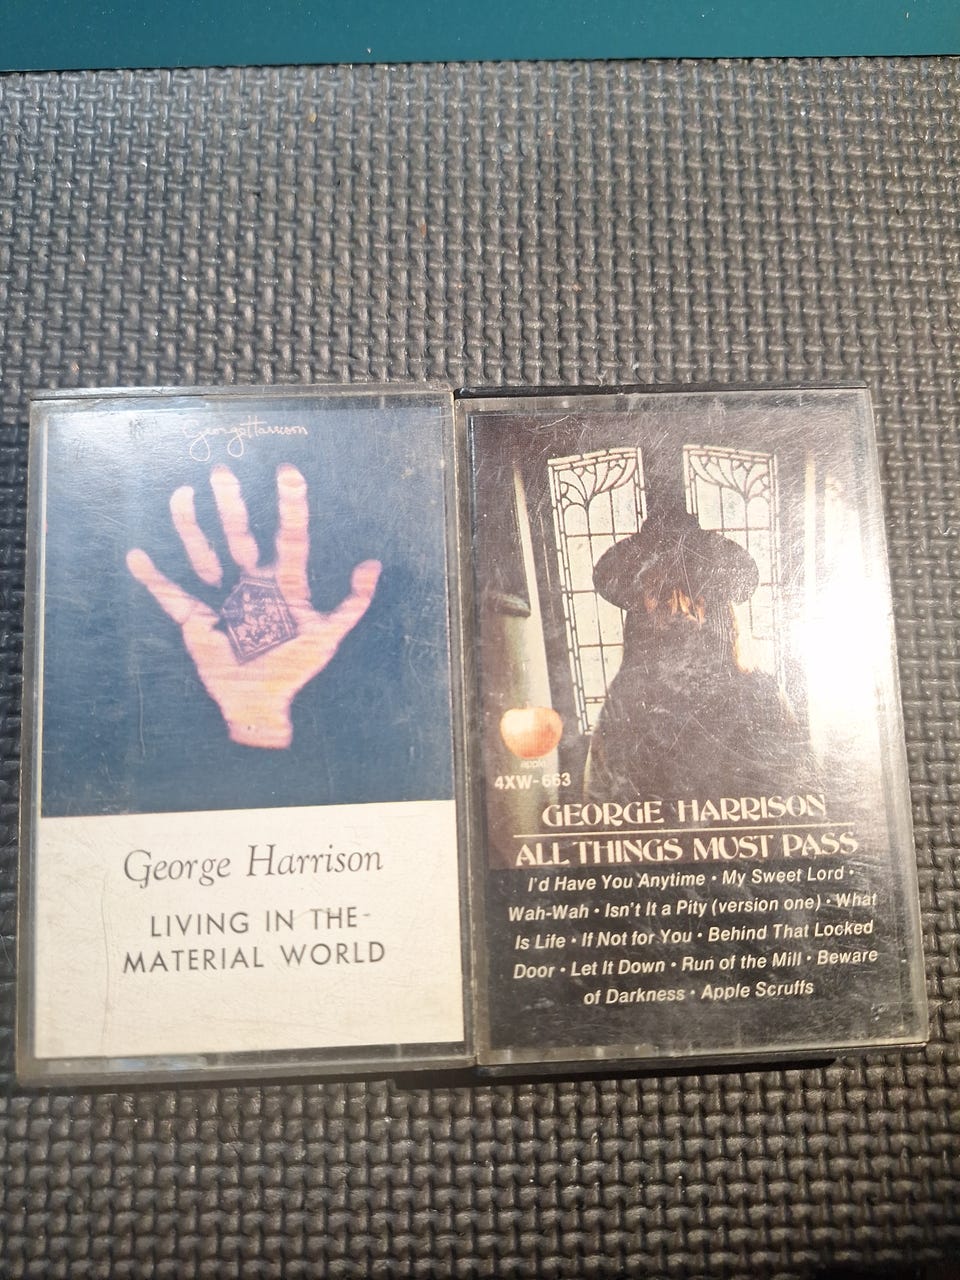 George Harrison
George Harrison
LIVING IN THE
MATERIAL WORLD
apple
4XW-663
GEORGE HARRISON
ALL THINGS MUST PASS
I'd Have You Anytime • My Sweet Lord •
Wah-Wah • Isn't It a Pity (version one) • What
Is Life • If Not for You • Behind That Locked
Door • Let It Down • Run of the Mill • Beware
of Darkness • Apple Scruffs